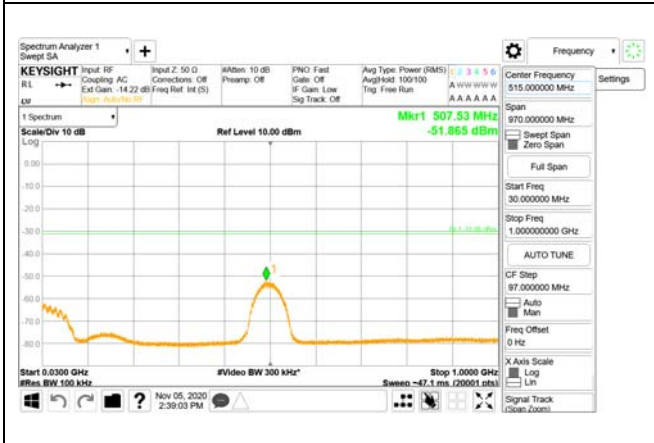 Spectrum Analyzer 1
Swept SA
Frequency
KEYSIGHT
Input: RF
Coupling: AC
Ext Gain: -14.22 dB
Align: Auto/No RF
Input Z: 50 Ω
Corrections: Off
Freq Ref: Int (S)
#Atten: 10 dB
Preamp: Off
PNO: Fast
Gate: Off
IF Gain: Low
Sig Track: Off
Avg Type: Power (RMS)
Avg|Hold: 100/100
Trig: Free Run
1 2 3 4 5 6
A W W W W W
A A A A A A
RL
1 Spectrum
Scale/Div 10 dB
Log
Ref Level 10.00 dBm
Mkr1 507.53 MHz
-51.865 dBm
0.00
-10.0
-20.0
-30.0
-40.0
-50.0
-60.0
-70.0
-80.0
1
Start 0.0300 GHz
#Res BW 100 kHz
#Video BW 300 kHz*
Stop 1.0000 GHz
Sweep ~47.1 ms (20001 pts)
Nov 05, 2020
2:39:03 PM
Center Frequency
515.000000 MHz
Settings
Span
970.000000 MHz
Swept Span
Zero Span
Full Span
Start Freq
30.000000 MHz
Stop Freq
1.000000000 GHz
AUTO TUNE
CF Step
97.000000 MHz
Auto
Man
Freq Offset
0 Hz
X Axis Scale
Log
Lin
Signal Track
(Span Zoom)